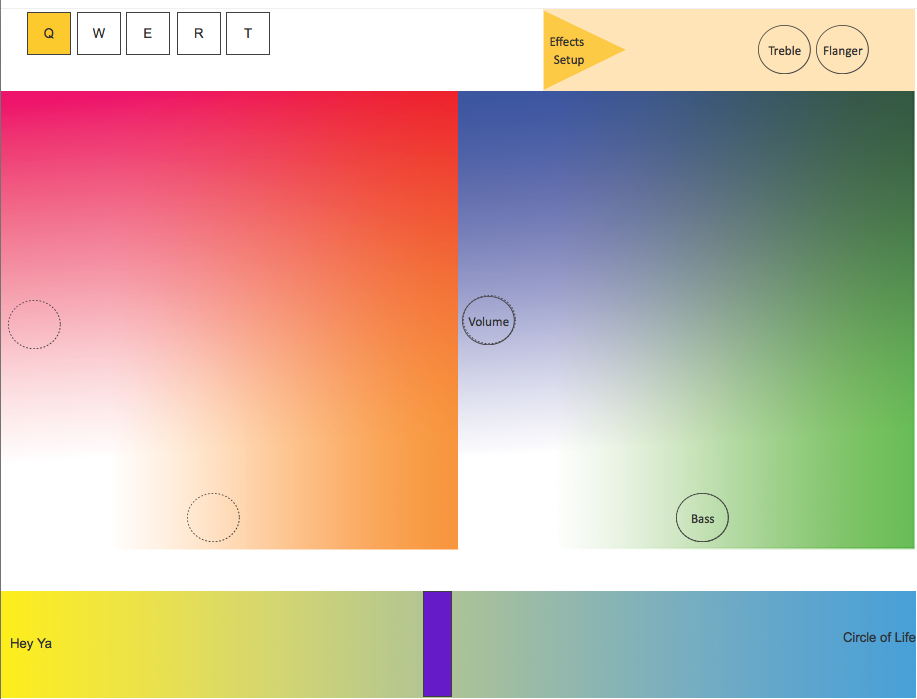 Q W E R T
Effects
Setup
Treble Flanger
Volume
Bass
Hey Ya
Circle of Life